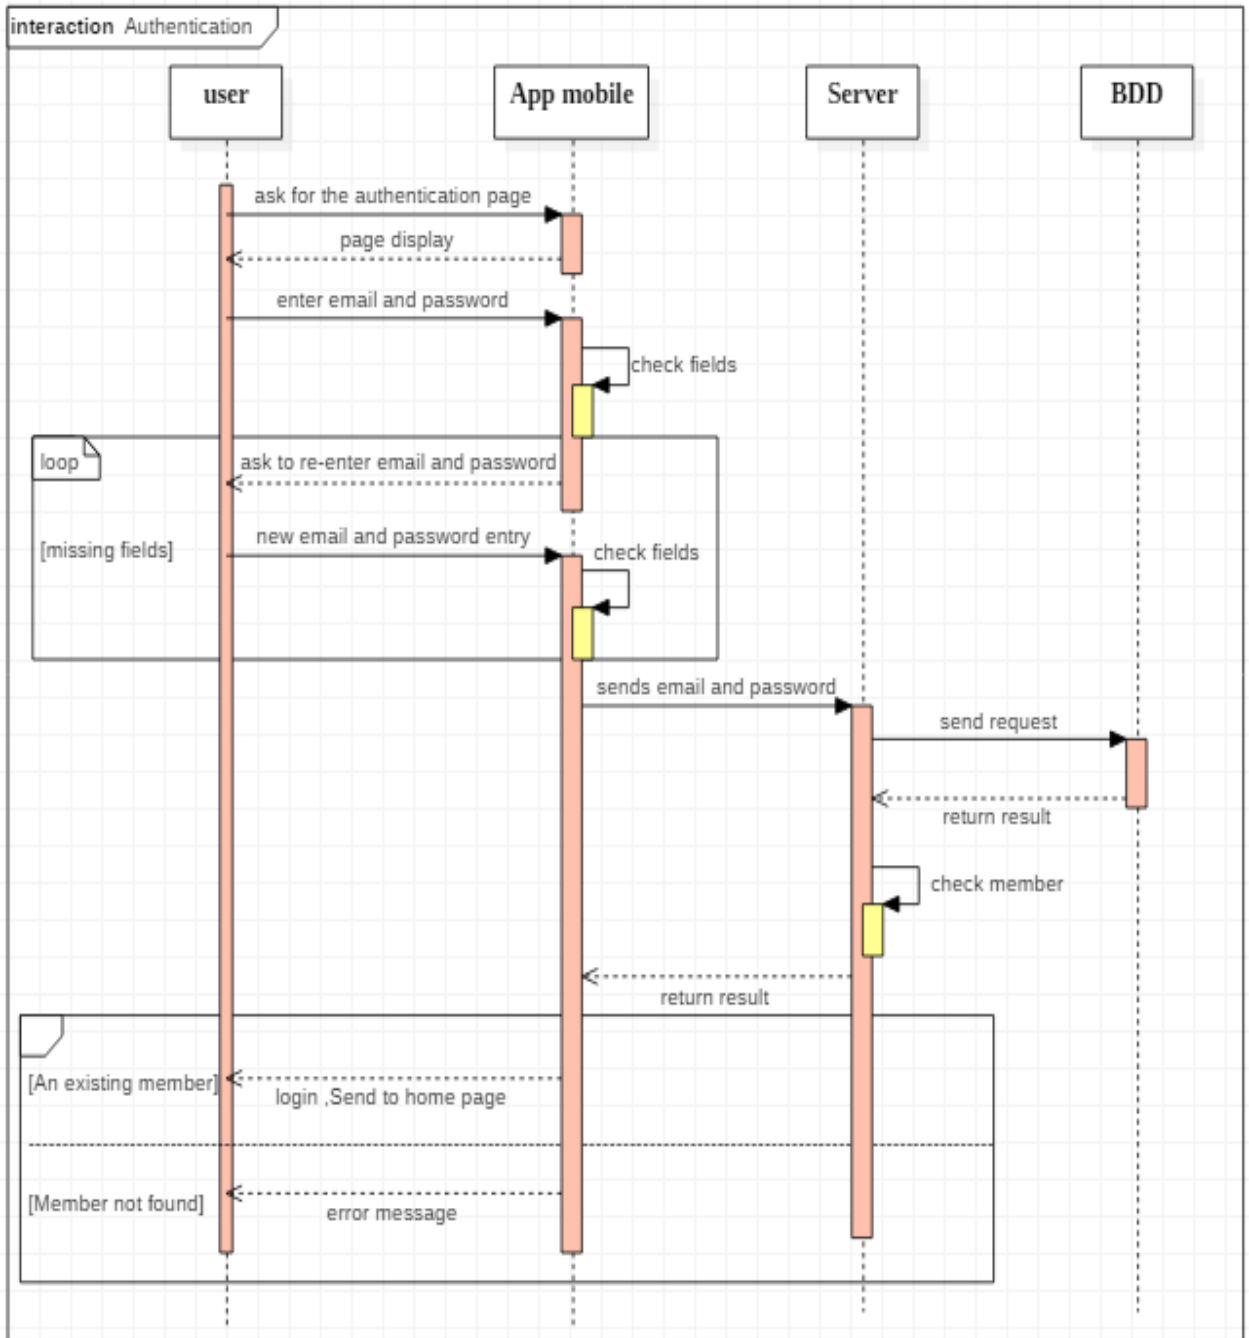 interaction Authentication
user
App mobile
Server
BDD
ask for the authentication page
page display
enter email and password
check fields
loop
ask to re-enter email and password
new email and password entry
[missing fields]
check fields
sends email and password
send request
return result
check member
return result
[An existing member]
login ,Send to home page
[Member not found]
error message